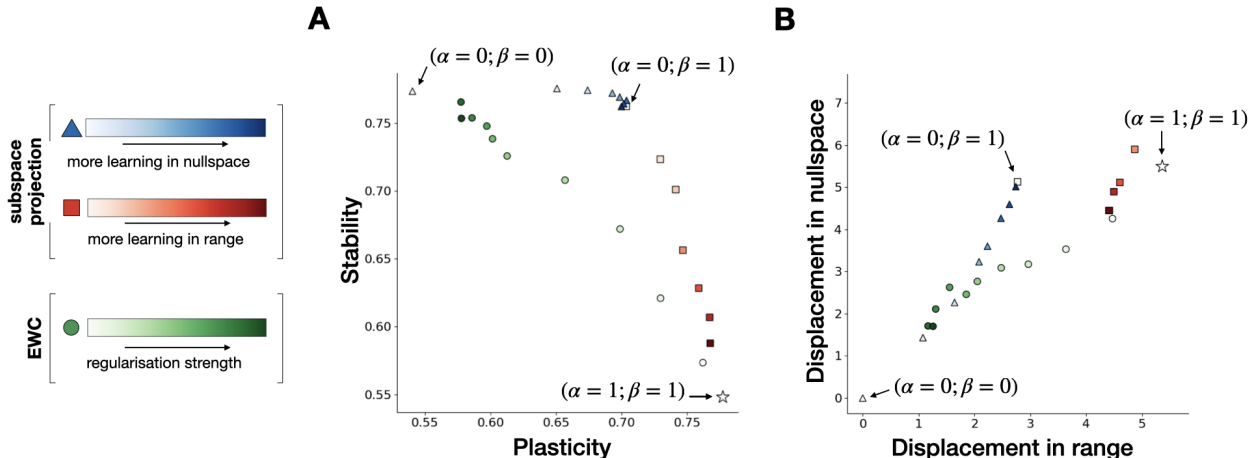 A
B
subspace
projection
more learning in nullspace
more learning in range
EWC
regularisation strength
(α = 0; β = 0)
(α = 0; β = 1)
(α = 1; β = 1)
Stability
0.75
0.70
0.65
0.60
0.55
0.55
0.60
0.65
0.70
0.75
Plasticity
(α = 0; β = 1)
(α = 1; β = 1)
(α = 0; β = 0)
Displacement in nullspace
7
6
5
4
3
2
1
0
0
1
2
3
4
5
Displacement in range